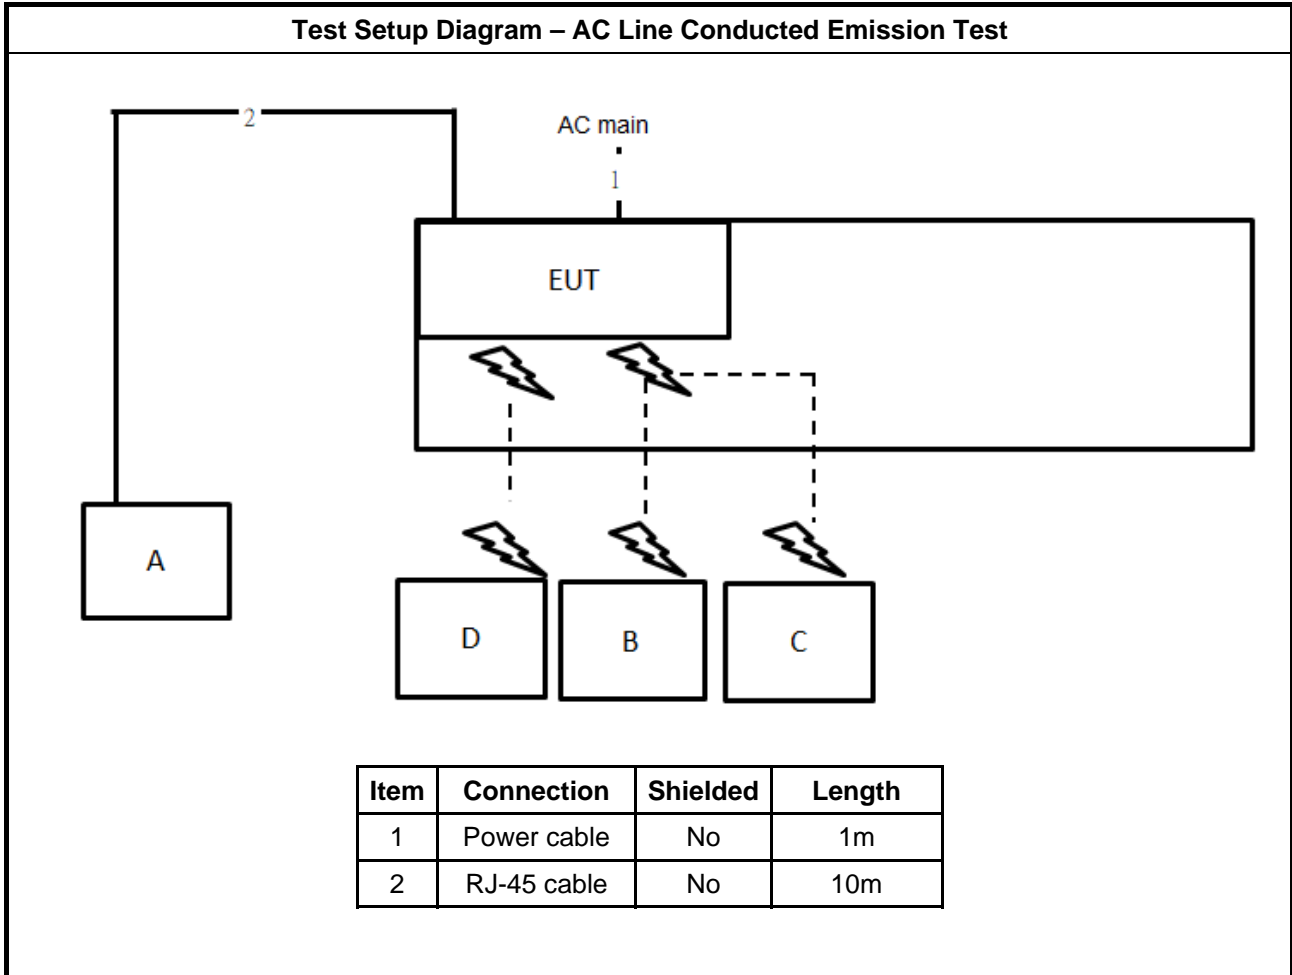 Test Setup Diagram – AC Line Conducted Emission Test
2
AC main
1
EUT
A
D
B
C
Item Connection Shielded Length
1 Power cable No 1m
2 RJ-45 cable No 10m